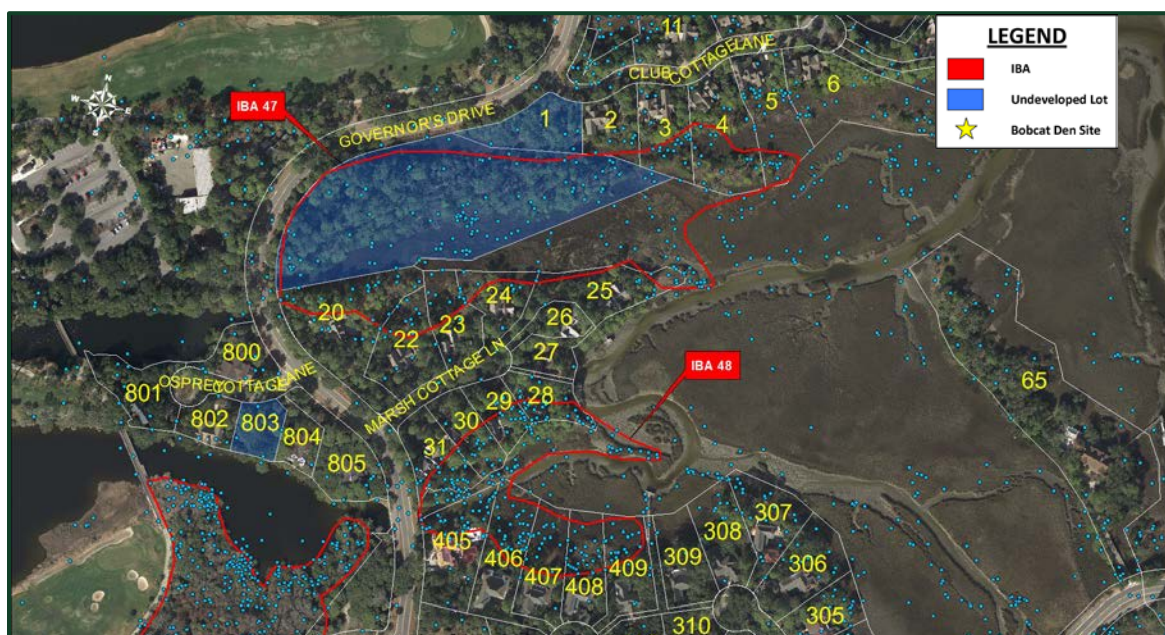 LEGEND
IBA
Undeveloped Lot
Bobcat Den Site
N
W
E
S
IBA 47
GOVERNOR'S DRIVE
CLUB COTTAGE LANE
11
1
2
3
4
5
6
20
22
23
24
25
26
27
MARSH COTTAGE LN
IBA 48
65
800
801
OSPREY COTTAGE LANE
802
803
804
805
28
29
30
31
405
406
407
408
409
309
308
307
306
305
310